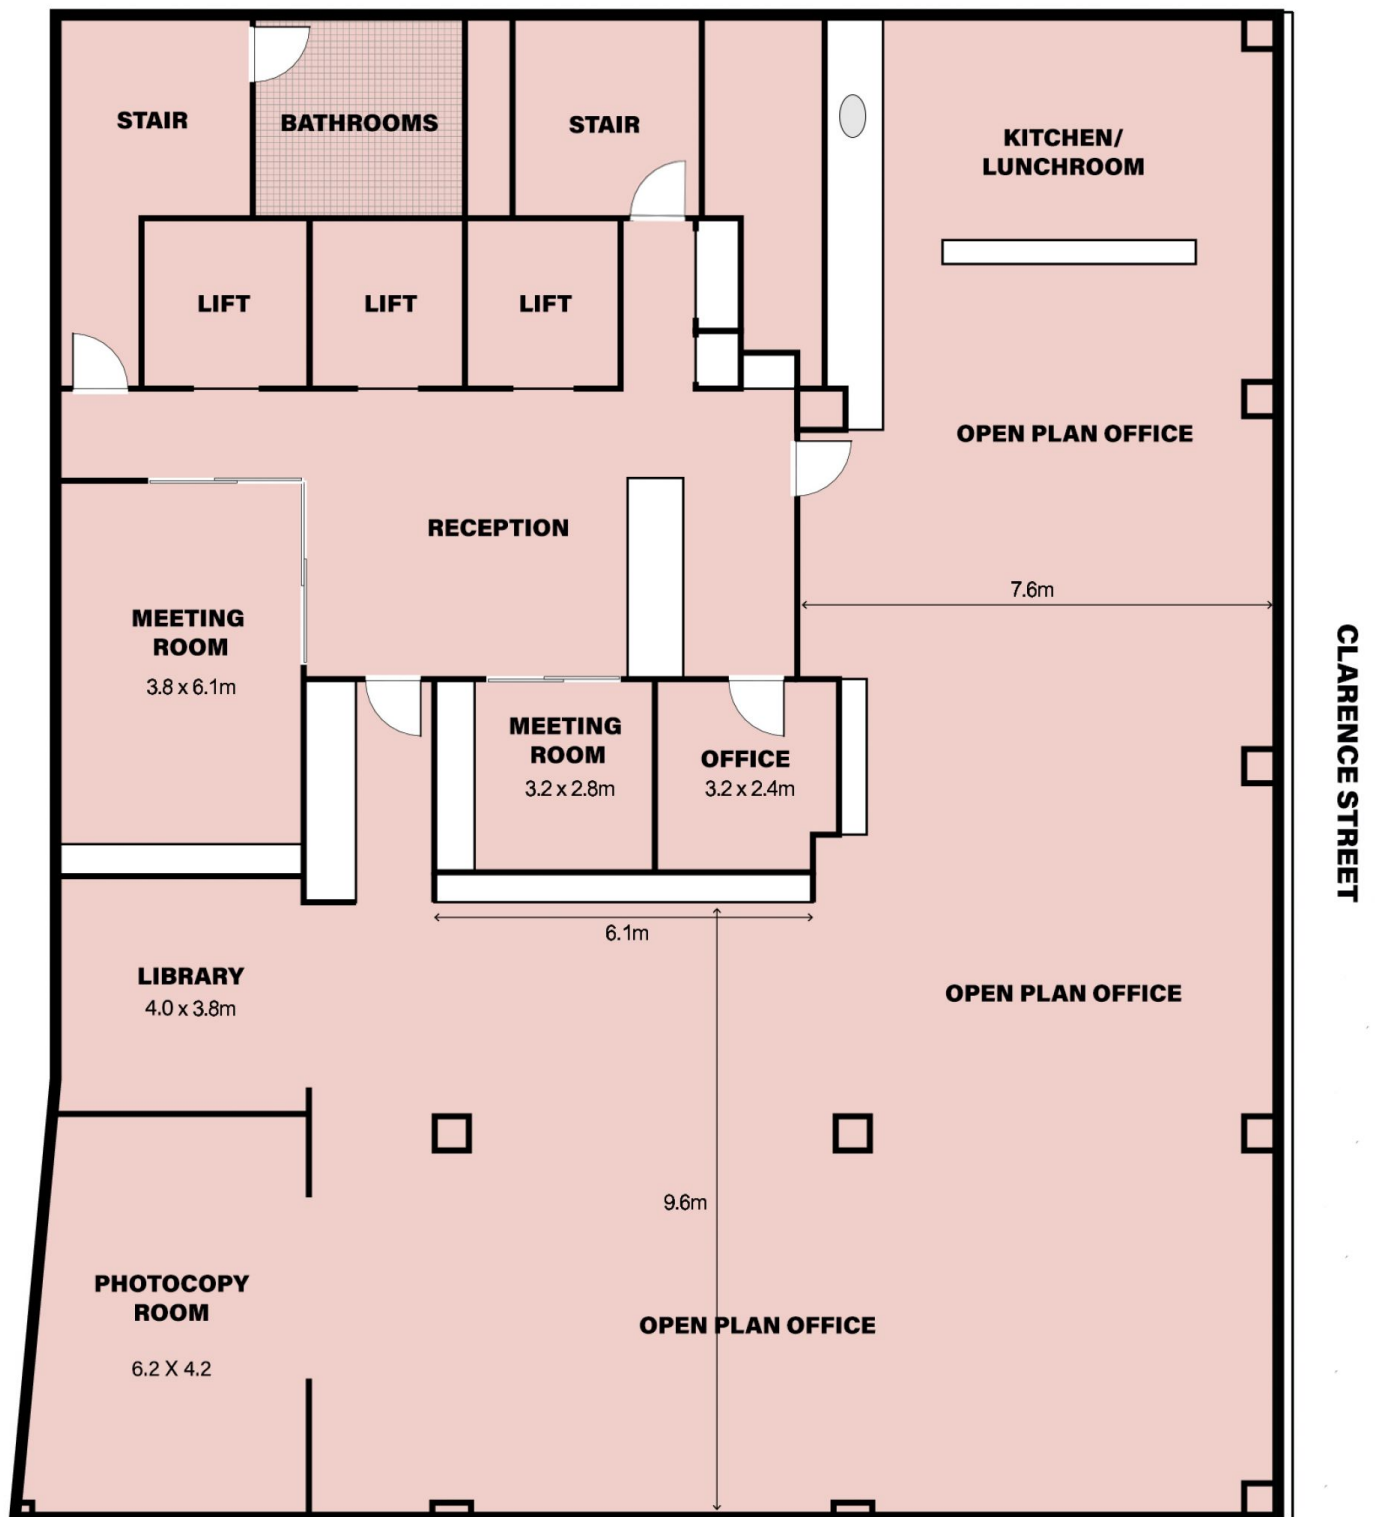 STAIR
BATHROOMS
STAIR
KITCHEN/
LUNCHROOM
LIFT
LIFT
LIFT
OPEN PLAN OFFICE
RECEPTION
7.6m
MEETING
ROOM
3.8 x 6.1m
MEETING
ROOM
3.2 x 2.8m
OFFICE
3.2 x 2.4m
CLARENCE STREET
6.1m
LIBRARY
4.0 x 3.8m
OPEN PLAN OFFICE
9.6m
PHOTOCOPY
ROOM
6.2 X 4.2
OPEN PLAN OFFICE